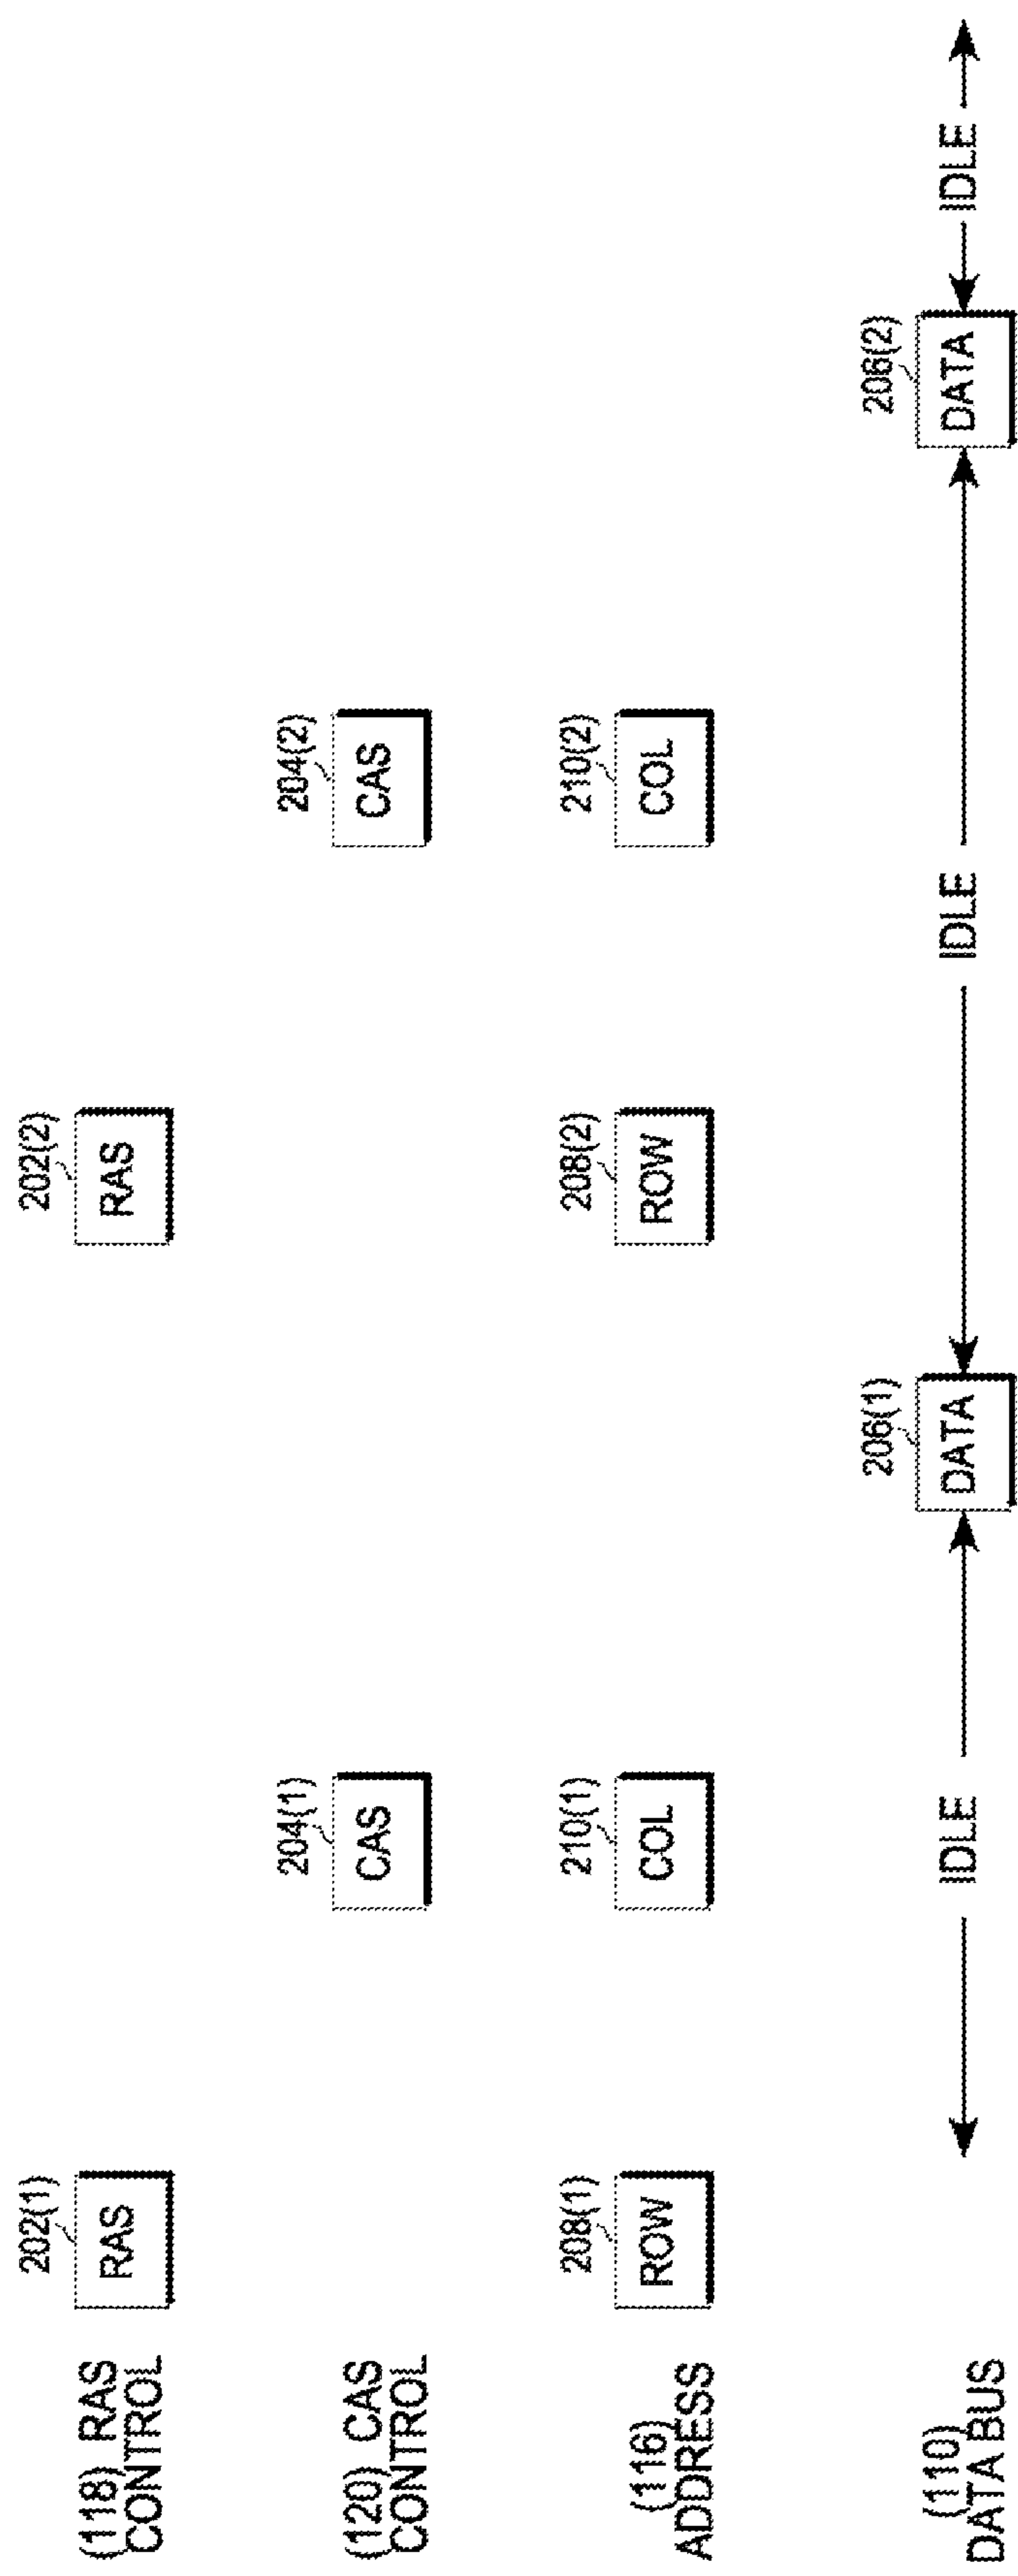 202(1)
202(2)
(118) RAS
CONTROL
RAS
RAS
204(1)
204(2)
(120) CAS
CONTROL
CAS
CAS
208(1)
210(1)
208(2)
210(2)
(116)
ADDRESS
ROW
COL
ROW
COL
206(1)
206(2)
(110)
DATA BUS
IDLE
DATA
IDLE
DATA
IDLE